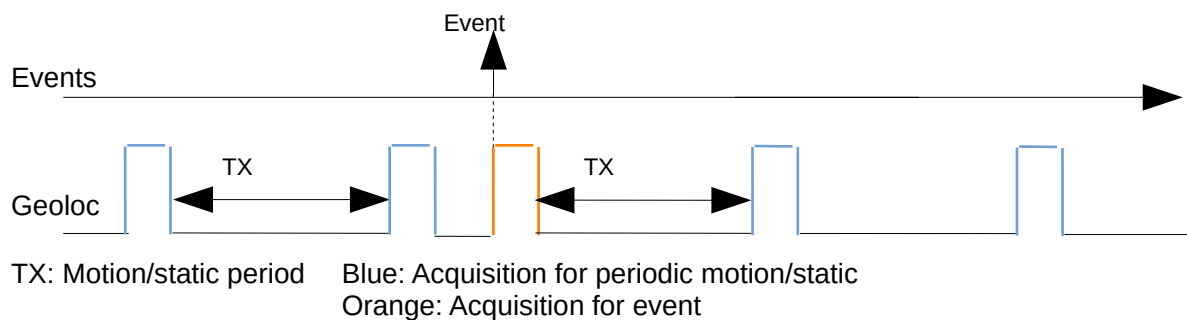 Event
Events
TX
TX
Geoloc
TX: Motion/static period
Blue: Acquisition for periodic motion/static
Orange: Acquisition for event